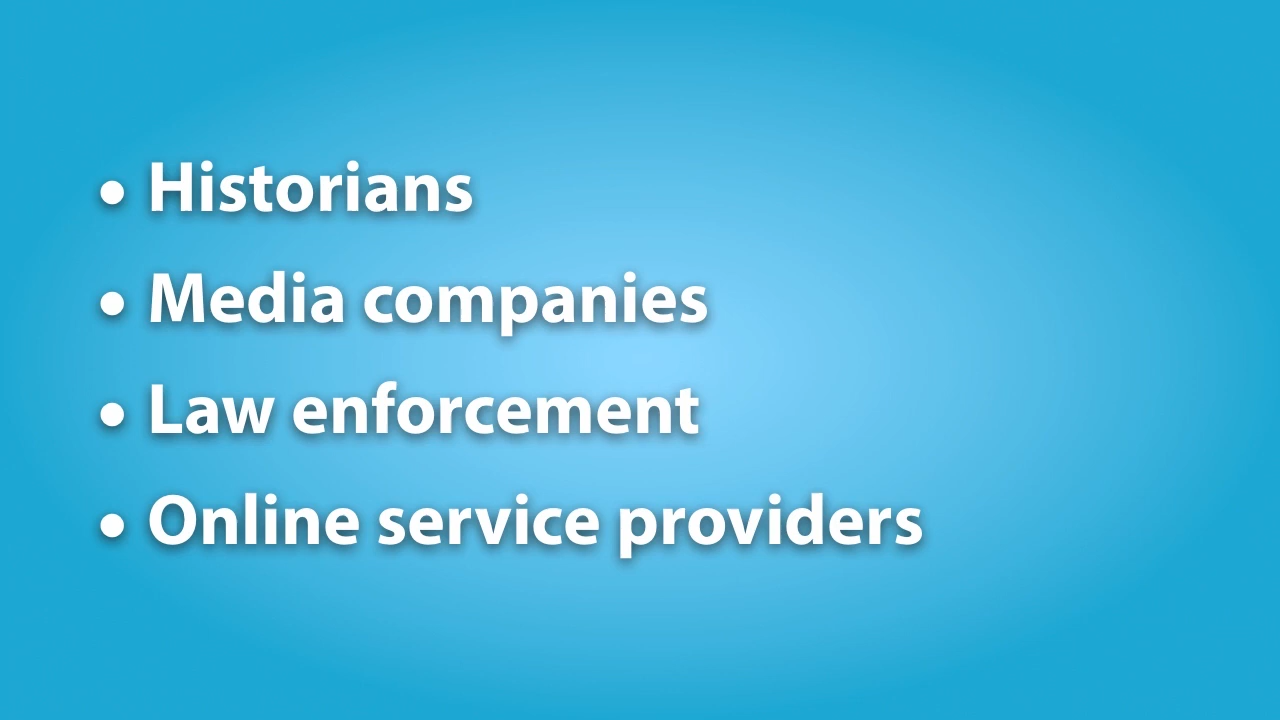 • Historians
• Media companies
• Law enforcement
• Online service providers